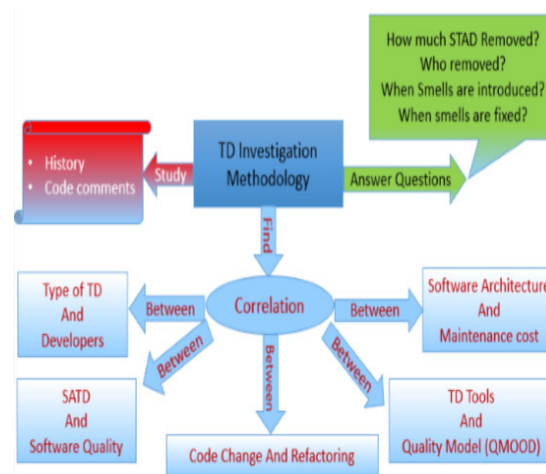 How much STAD Removed?
Who removed?
When Smells are introduced?
When smells are fixed?
• History
• Code comments
Study
TD Investigation
Methodology
Answer Questions
Find
Correlation
Type of TD
And
Developers
Between
Between
Software Architecture
And
Maintenance cost
Between
Between
Between
SATD
And
Software Quality
Code Change And Refactoring
TD Tools
And
Quality Model (QMOOD)